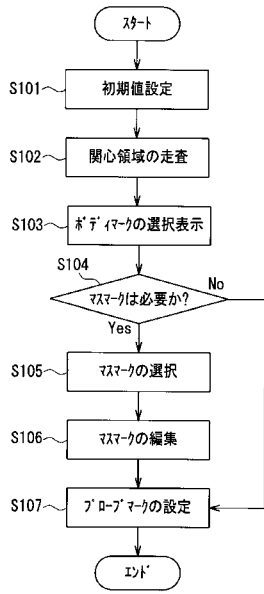 ｽﾀｰﾄ
S101
初期値設定
S102
関心領域の走査
S103
ﾎﾞﾃﾞｨﾏｰｸの選択表示
S104
ﾏｽﾏｰｸは必要か?
No
Yes
S105
ﾏｽﾏｰｸの選択
S106
ﾏｽﾏｰｸの編集
S107
ﾌﾟﾛｰﾌﾞﾏｰｸの設定
ｴﾝﾄﾞ